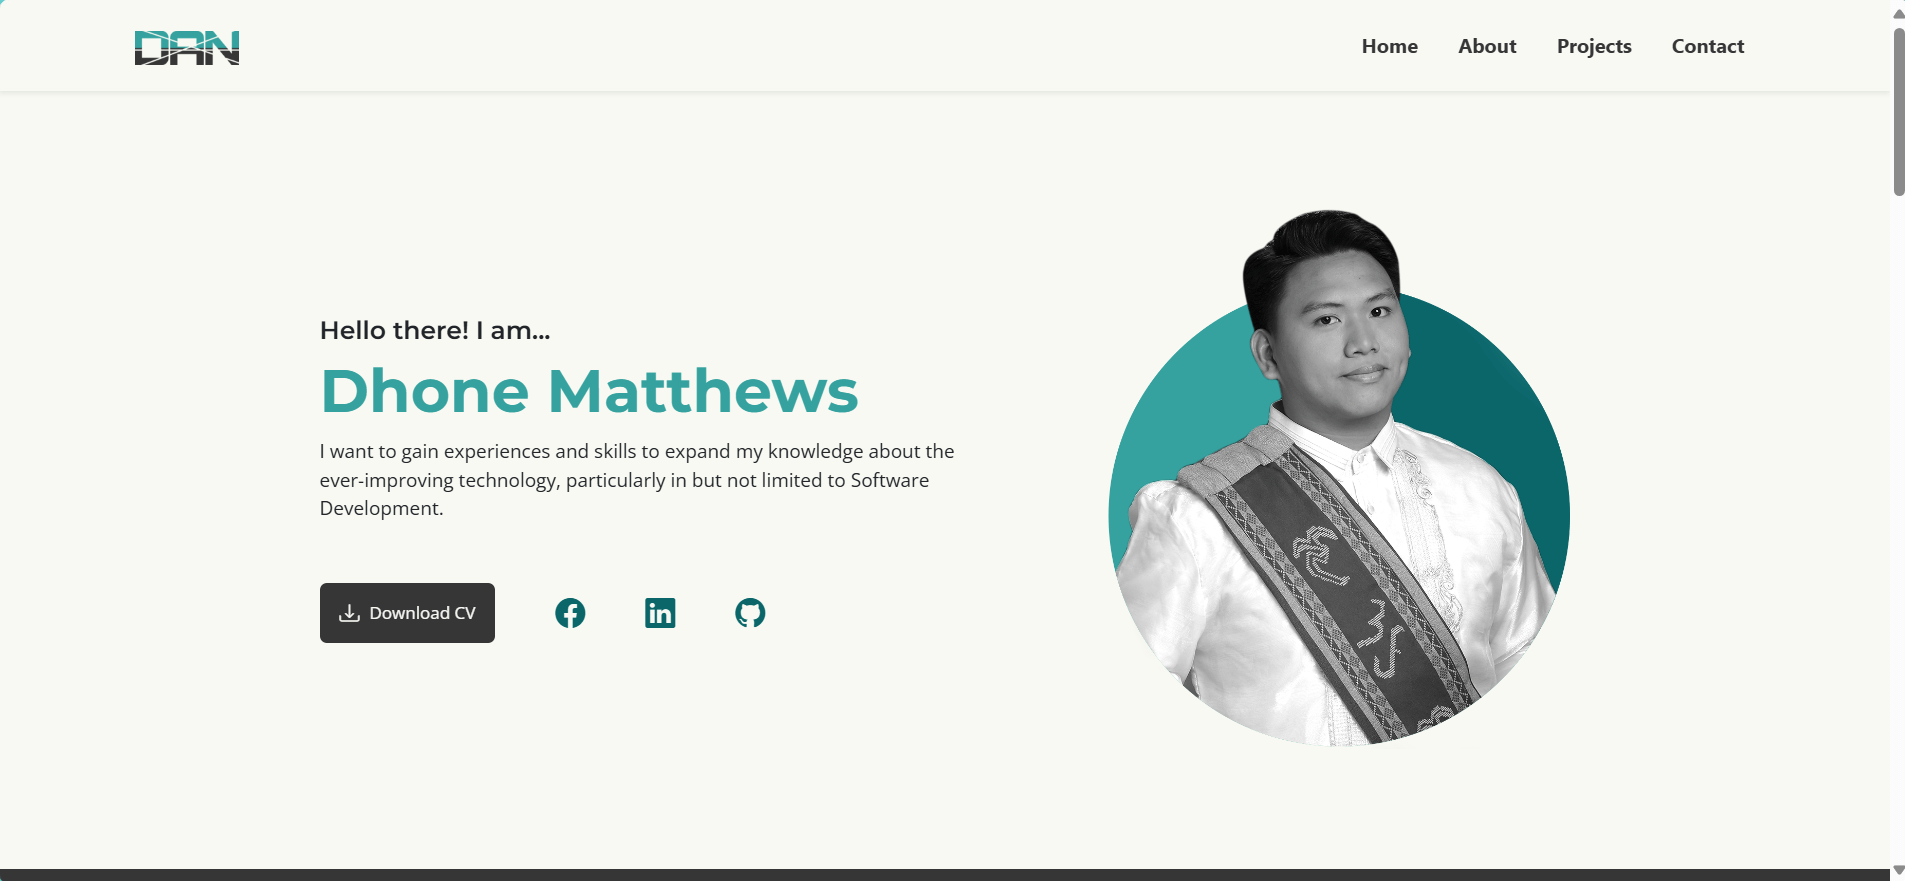 DAN
Home About Projects Contact
Hello there! I am...
Dhone Matthews
I want to gain experiences and skills to expand my knowledge about the
ever-improving technology, particularly in but not limited to Software
Development.
Download CV